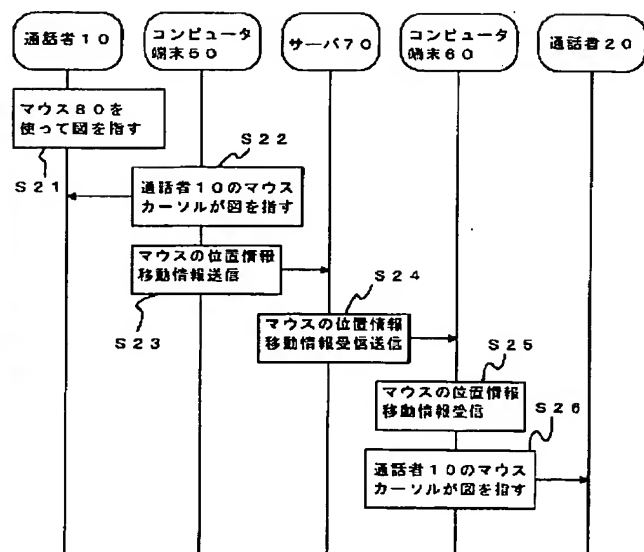 通話者10
コンピュータ
端末50
サーバ70
コンピュータ
端末60
通話者20
マウス80を
使って図を指す
S21
S22
通話者10のマウス
カーソルが図を指す
マウスの位置情報
移動情報送信
S23
S24
マウスの位置情報
移動情報受信送信
S25
マウスの位置情報
移動情報受信
S26
通話者10のマウス
カーソルが図を指す